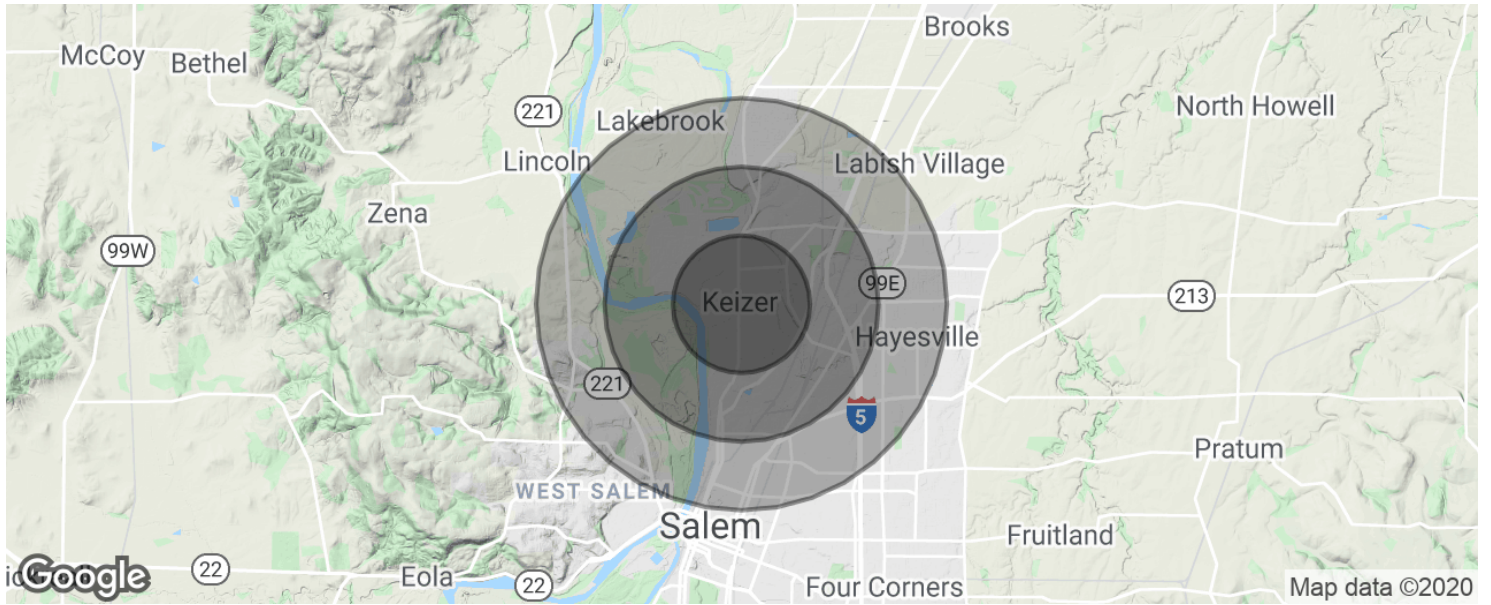 Brooks
McCoy
Bethel
North Howell
221
Lakebrook
Lincoln
Labish Village
Zena
99W
99E
213
Keizer
Hayesville
221
5
Pratum
WEST SALEM
Salem
Fruitland
Google
22
Eola
22
Four Corners
Map data ©2020